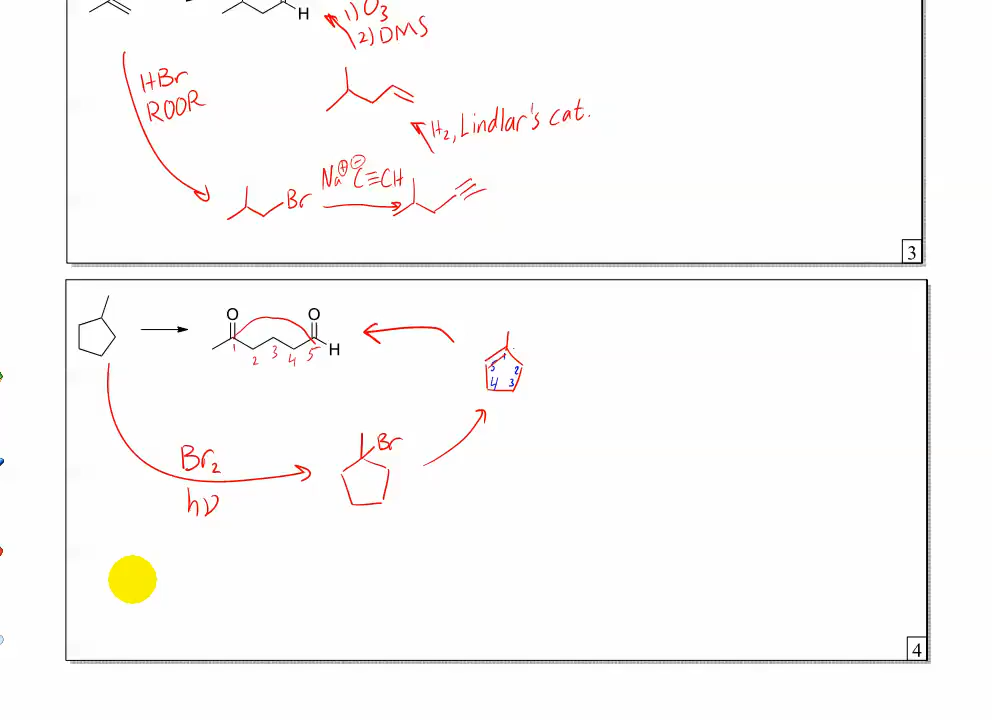 H
1) O3
2) DMS
HBr
ROOR
H2, Lindlar's cat.
Na⊕ ⊖C≡CH
Br
3
O O
H
1 2 3 4 5
1
5 2
4 3
Br
Br2
hν
4